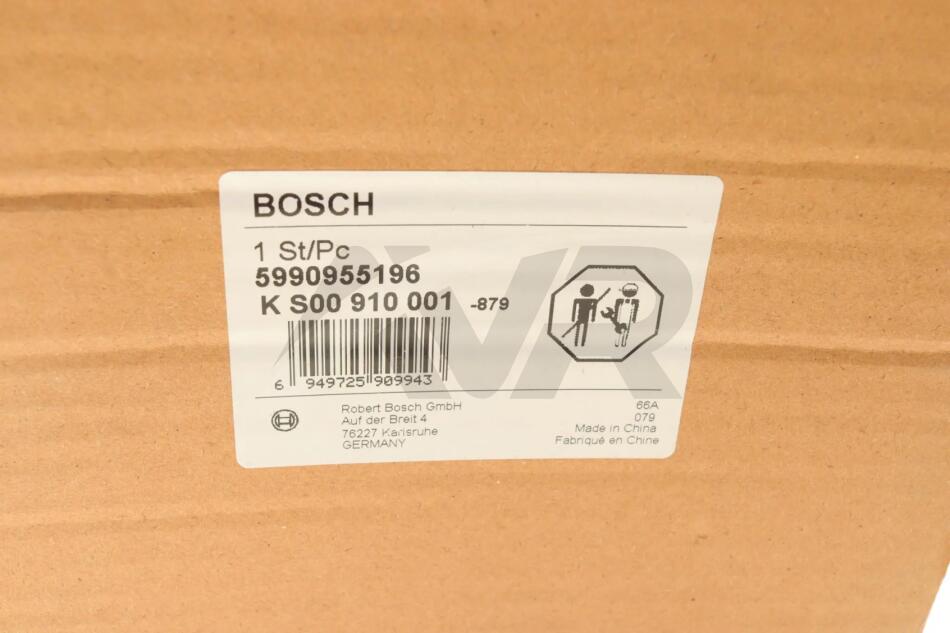 BOSCH
1 St/Pc
5990955196
K S00 910 001 -879
6 949725 909943
Robert Bosch GmbH
Auf der Breit 4
76227 Karlsruhe
GERMANY
66A
079
Made in China
Fabriqué en Chine